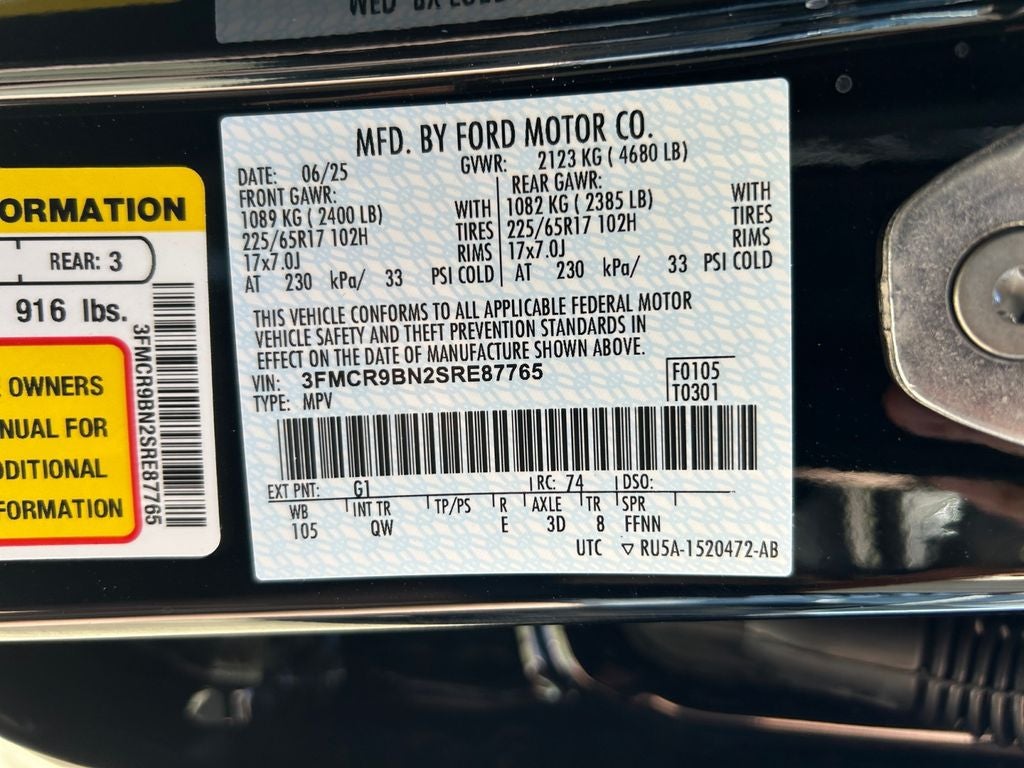 MFD. BY FORD MOTOR CO.
DATE: 06/25 GVWR: 2123 KG ( 4680 LB)
FRONT GAWR: REAR GAWR:
1089 KG ( 2400 LB) WITH 1082 KG ( 2385 LB) WITH
225/65R17 102H TIRES 225/65R17 102H TIRES
17x7.0J RIMS 17x7.0J RIMS
AT 230 kPa/ 33 PSI COLD AT 230 kPa/ 33 PSI COLD
THIS VEHICLE CONFORMS TO ALL APPLICABLE FEDERAL MOTOR
VEHICLE SAFETY AND THEFT PREVENTION STANDARDS IN
EFFECT ON THE DATE OF MANUFACTURE SHOWN ABOVE.
VIN: 3FMCR9BN2SRE87765 F0105
TYPE: MPV T0301
EXT PNT: G1 RC: 74 DSO:
WB INT TR TP/PS R AXLE TR SPR
105 QW E 3D 8 FFNN
UTC ▽ RU5A-1520472-AB
ORMATION
REAR: 3
916 lbs.
OWNERS
NUAL FOR
DDITIONAL
FORMATION
3FMCR9BN2SRE87765